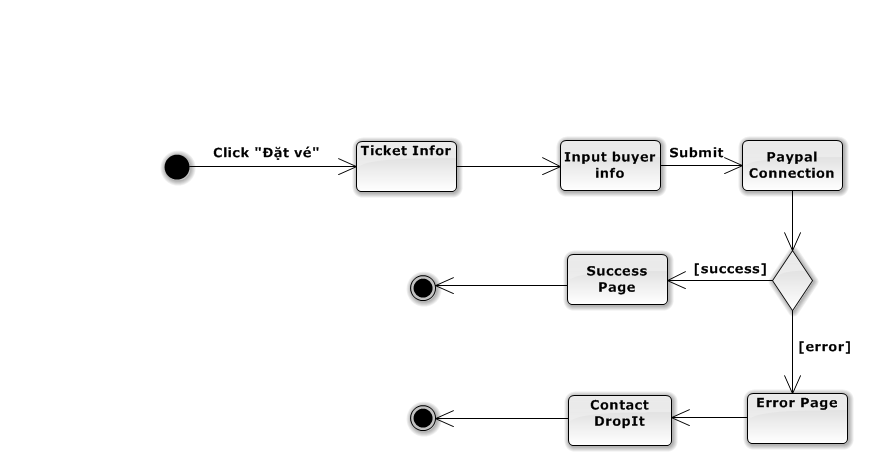 Click "Đặt vé"
Ticket Infor
Input buyer
info
Submit
Paypal
Connection
Success
Page
[success]
[error]
Contact
DropIt
Error Page